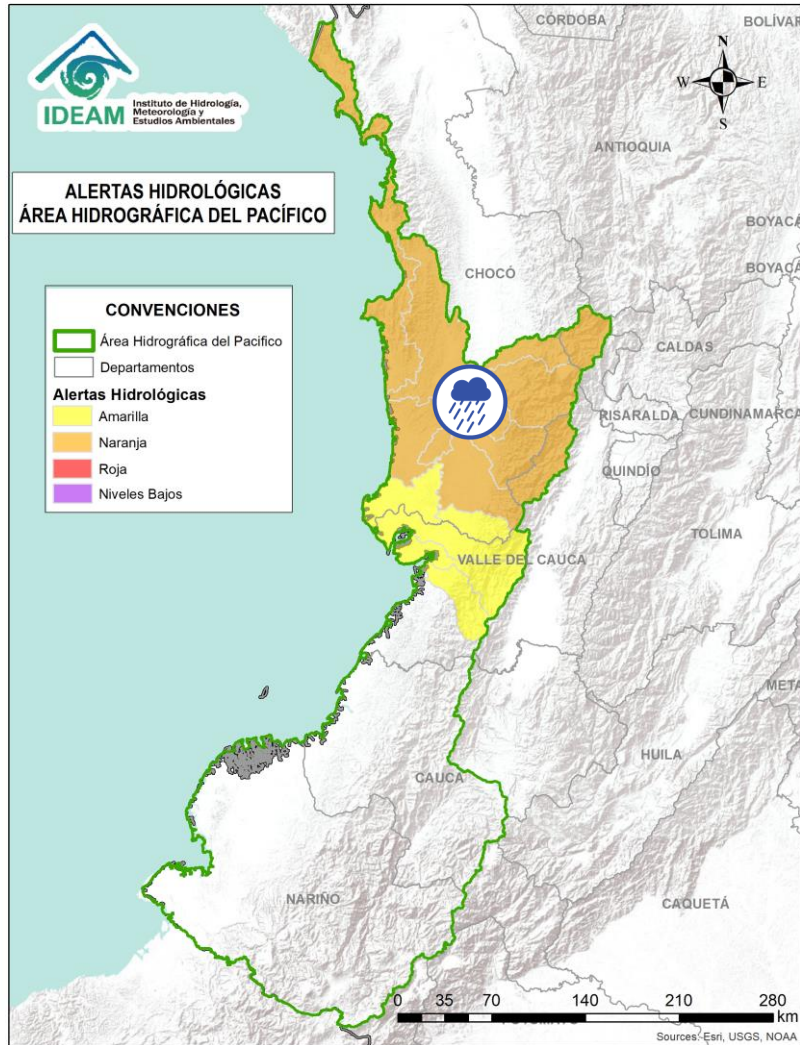 CÓRDOBA
BOLÍVAR
IDEAM
Instituto de Hidrología,
Meteorología y
Estudios Ambientales
N
W E
S
ANTIOQUIA
ALERTAS HIDROLÓGICAS
ÁREA HIDROGRÁFICA DEL PACÍFICO
BOYACÁ
BOYACÁ
CHOCÓ
CONVENCIONES
Área Hidrográfica del Pacifico
Departamentos
Alertas Hidrológicas
Amarilla
Naranja
Roja
Niveles Bajos
CALDAS
RISARALDA
CUNDINAMARCA
QUINDÍO
TOLIMA
VALLE DEL CAUCA
META
HUILA
CAUCA
NARIÑO
CAQUETÁ
0 35 70 140 210 280
km
Sources: Esri, USGS, NOAA